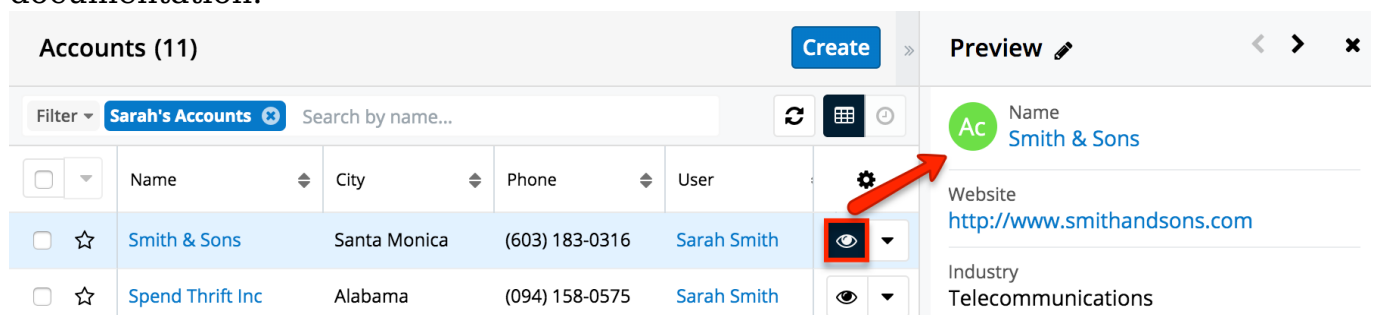 documentation.
Accounts (11)
Create
»
Preview
Filter
Sarah's Accounts
Search by name...
Ac
Name
Smith & Sons
Name
City
Phone
User
Website
http://www.smithandsons.com
Smith & Sons
Santa Monica
(603) 183-0316
Sarah Smith
Industry
Telecommunications
Spend Thrift Inc
Alabama
(094) 158-0575
Sarah Smith